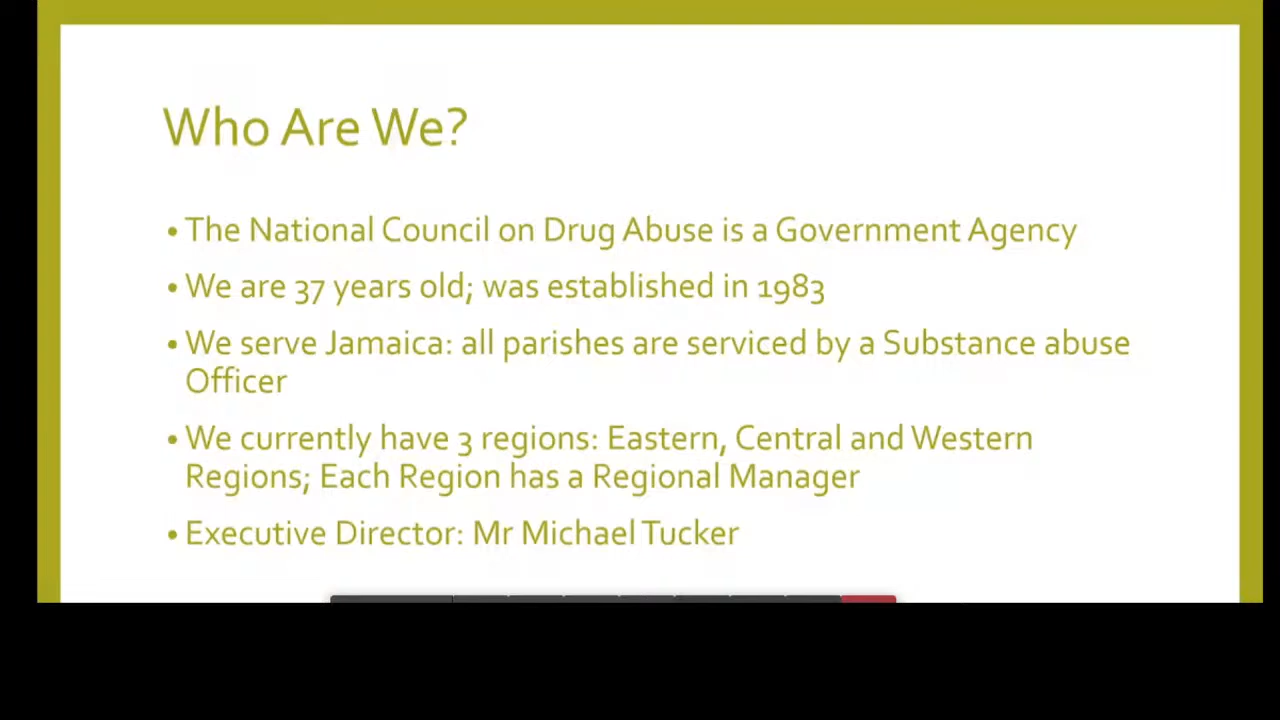 Who Are We?
• The National Council on Drug Abuse is a Government Agency
• We are 37 years old; was established in 1983
• We serve Jamaica: all parishes are serviced by a Substance abuse
Officer
• We currently have 3 regions: Eastern, Central and Western
Regions; Each Region has a Regional Manager
• Executive Director: Mr Michael Tucker